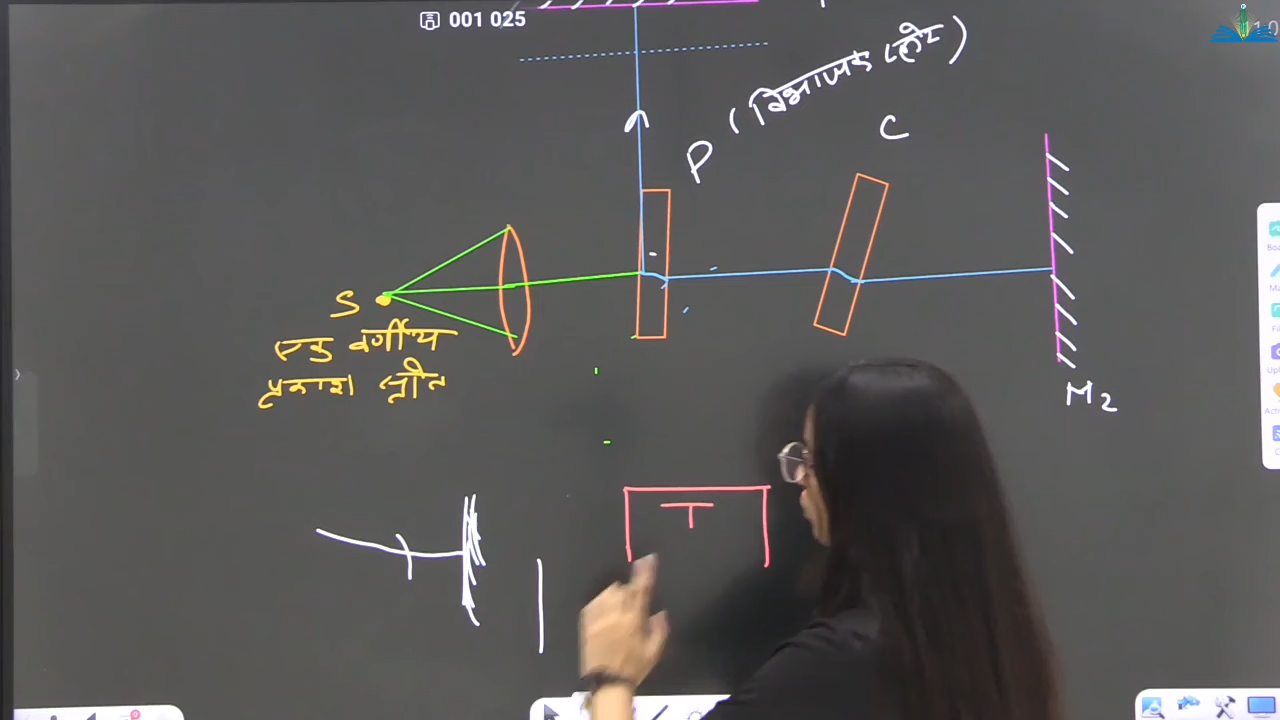 001 025
P (विभाजक प्लेट)
C
S
एक वर्णीय
प्रकाश स्रोत
M2
T